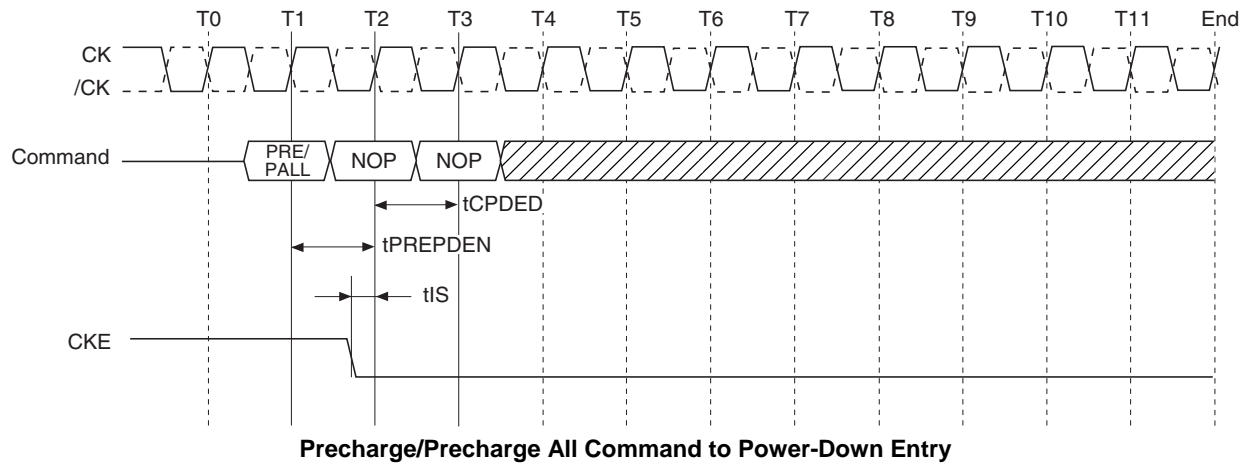 T0 T1 T2 T3 T4 T5 T6 T7 T8 T9 T10 T11 End
CK
/CK
Command
PRE/
PALL
NOP
NOP
tCPDED
tPREPDEN
tIS
CKE
Precharge/Precharge All Command to Power-Down Entry